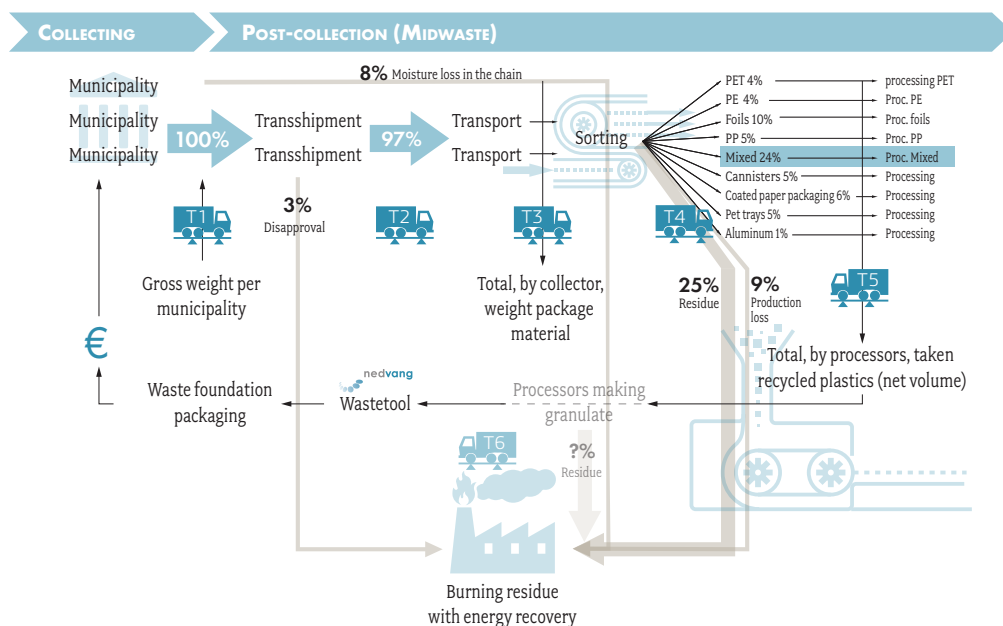 COLLECTING
POST-COLLECTION (MIDWASTE)
Municipality
Municipality
Municipality
8% Moisture loss in the chain
100%
Transshipment
Transshipment
97%
Transport
Transport
Sorting
PET 4%
PE 4%
Foils 10%
PP 5%
Mixed 24%
Cannisters 5%
Coated paper packaging 6%
Pet trays 5%
Aluminum 1%
processing PET
Proc. PE
Proc. foils
Proc. PP
Proc. Mixed
Processing
Processing
Processing
Processing
T1
3%
Disapproval
T2
T3
T4
T5
Gross weight per
municipality
Total, by collector,
weight package
material
25%
Residue
9%
Production
loss
€
Total, by processors, taken
recycled plastics (net volume)
Waste foundation
packaging
nedvang
Wastetool
Processors making
granulate
T6
?%
Residue
Burning residue
with energy recovery